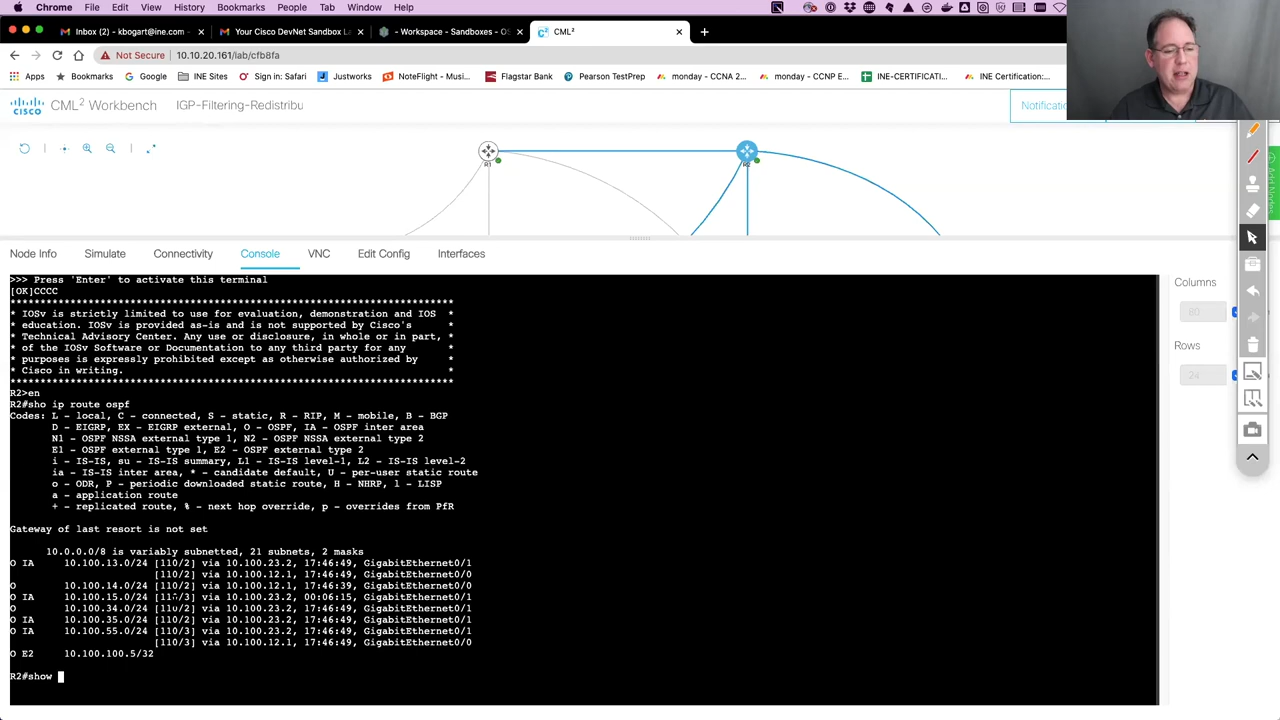 Chrome File Edit View History Bookmarks People Tab Window Help
Inbox (2) - kbogart@ine.com - × Your Cisco DevNet Sandbox La × - Workspace - Sandboxes - OS × CML² × +
Not Secure | 10.10.20.161/lab/cfb8fa
Apps Bookmarks Google INE Sites Sign in: Safari Justworks NoteFlight - Musi... Flagstar Bank Pearson TestPrep monday - CCNA 2... monday - CCNP E... INE-CERTIFICATI... INE Certification:...
CISCO CML² Workbench IGP-Filtering-Redistribu Notificatio
R1 R2
Add Nodes
Node Info Simulate Connectivity Console VNC Edit Config Interfaces
>>> Press 'Enter' to activate this terminal
[OK]CCCC
**************************************************************************
* IOSv is strictly limited to use for evaluation, demonstration and IOS *
* education. IOSv is provided as-is and is not supported by Cisco's *
* Technical Advisory Center. Any use or disclosure, in whole or in part, *
* of the IOSv Software or Documentation to any third party for any *
* purposes is expressly prohibited except as otherwise authorized by *
* Cisco in writing. *
**************************************************************************
R2>en
R2#sho ip route ospf
Codes: L - local, C - connected, S - static, R - RIP, M - mobile, B - BGP
D - EIGRP, EX - EIGRP external, O - OSPF, IA - OSPF inter area
N1 - OSPF NSSA external type 1, N2 - OSPF NSSA external type 2
E1 - OSPF external type 1, E2 - OSPF external type 2
i - IS-IS, su - IS-IS summary, L1 - IS-IS level-1, L2 - IS-IS level-2
ia - IS-IS inter area, * - candidate default, U - per-user static route
o - ODR, P - periodic downloaded static route, H - NHRP, l - LISP
a - application route
+ - replicated route, % - next hop override, p - overrides from PfR
Gateway of last resort is not set
10.0.0.0/8 is variably subnetted, 21 subnets, 2 masks
O IA 10.100.13.0/24 [110/2] via 10.100.23.2, 17:46:49, GigabitEthernet0/1
[110/2] via 10.100.12.1, 17:46:49, GigabitEthernet0/0
O 10.100.14.0/24 [110/2] via 10.100.12.1, 17:46:39, GigabitEthernet0/0
O IA 10.100.15.0/24 [110/3] via 10.100.23.2, 00:06:15, GigabitEthernet0/1
O 10.100.34.0/24 [110/2] via 10.100.23.2, 17:46:49, GigabitEthernet0/1
O IA 10.100.35.0/24 [110/2] via 10.100.23.2, 17:46:49, GigabitEthernet0/1
O IA 10.100.55.0/24 [110/3] via 10.100.23.2, 17:46:49, GigabitEthernet0/1
[110/3] via 10.100.12.1, 17:46:49, GigabitEthernet0/0
O E2 10.100.100.5/32
R2#show
Columns
80
Rows
24